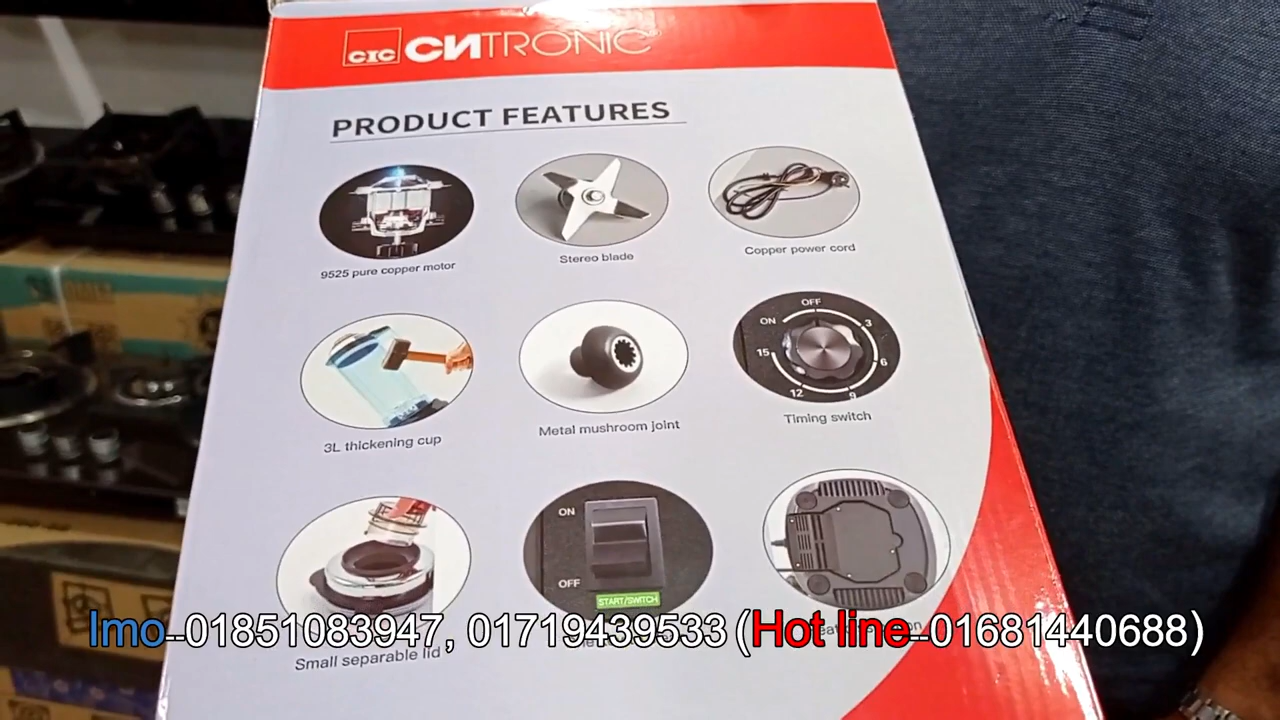 CIC CИTRONIC
PRODUCT FEATURES
9525 pure copper motor
Stereo blade
Copper power cord
OFF
ON
3
15
6
12
9
3L thickening cup
Metal mushroom joint
Timing switch
ON
OFF
START/SWITCH
Imo--01851083947, 01719439533 (Hot line--01681440688)
Small separable lid